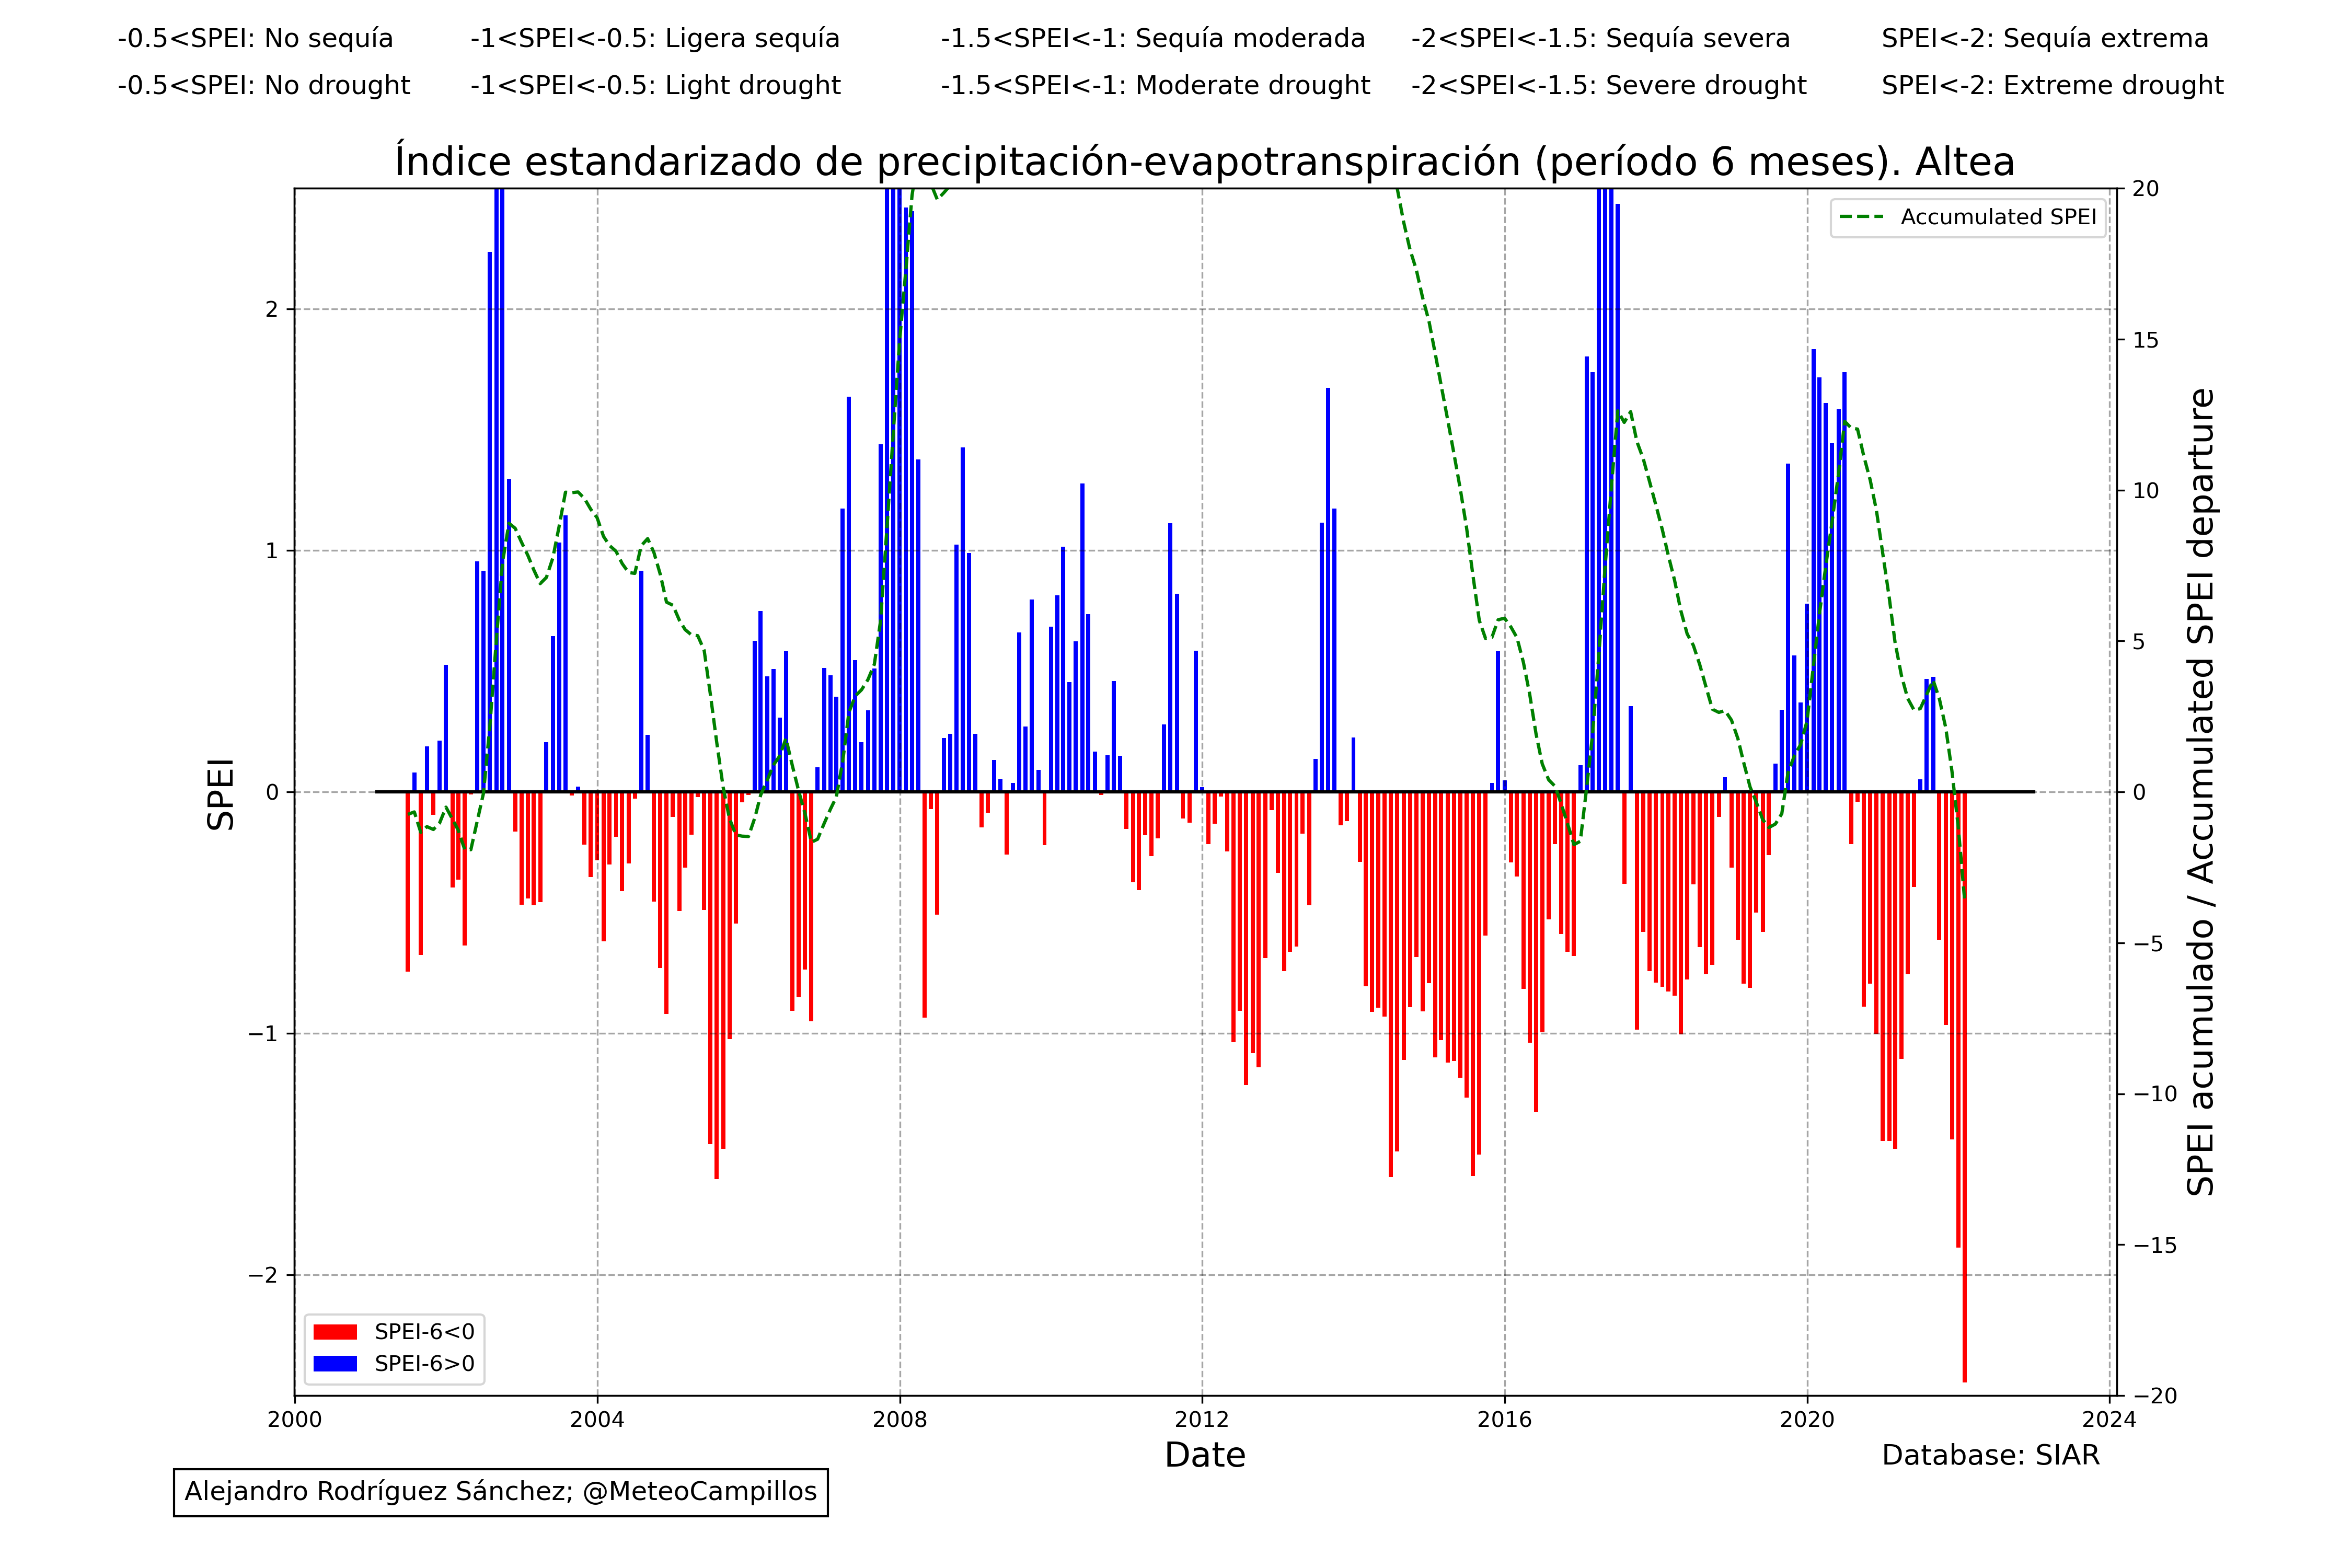 -0.5<SPEI: No sequía
-1<SPEI<-0.5: Ligera sequía
-1.5<SPEI<-1: Sequía moderada
-2<SPEI<-1.5: Sequía severa
SPEI<-2: Sequía extrema
-0.5<SPEI: No drought
-1<SPEI<-0.5: Light drought
-1.5<SPEI<-1: Moderate drought
-2<SPEI<-1.5: Severe drought
SPEI<-2: Extreme drought
Índice estandarizado de precipitación-evapotranspiración (período 6 meses). Altea
SPEI
2
1
0
−1
−2
Accumulated SPEI
20
15
10
5
0
−5
−10
−15
−20
SPEI acumulado / Accumulated SPEI departure
SPEI-6<0
SPEI-6>0
2000
2004
2008
2012
2016
2020
2024
Date
Database: SIAR
Alejandro Rodríguez Sánchez; @MeteoCampillos